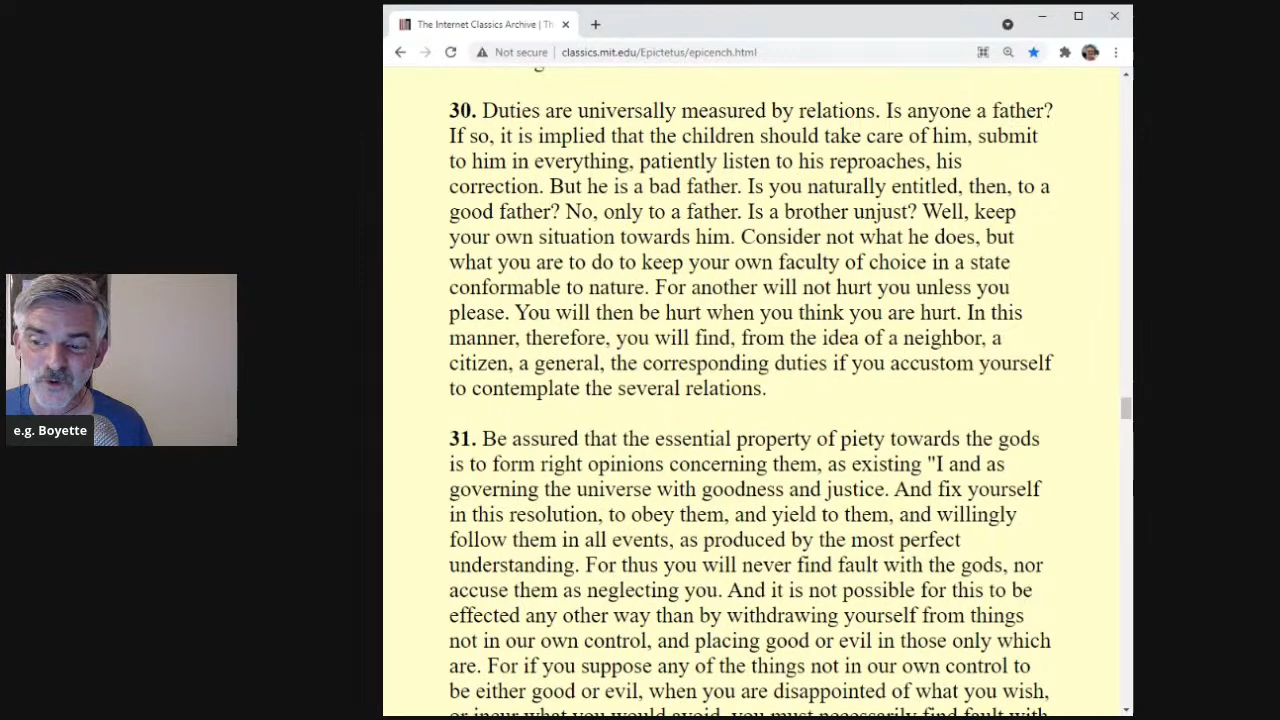 The Internet Classics Archive | Th
Not secure
classics.mit.edu/Epictetus/epicench.html
30. Duties are universally measured by relations. Is anyone a father?
If so, it is implied that the children should take care of him, submit
to him in everything, patiently listen to his reproaches, his
correction. But he is a bad father. Is you naturally entitled, then, to a
good father? No, only to a father. Is a brother unjust? Well, keep
your own situation towards him. Consider not what he does, but
what you are to do to keep your own faculty of choice in a state
conformable to nature. For another will not hurt you unless you
please. You will then be hurt when you think you are hurt. In this
manner, therefore, you will find, from the idea of a neighbor, a
citizen, a general, the corresponding duties if you accustom yourself
to contemplate the several relations.
31. Be assured that the essential property of piety towards the gods
is to form right opinions concerning them, as existing "I and as
governing the universe with goodness and justice. And fix yourself
in this resolution, to obey them, and yield to them, and willingly
follow them in all events, as produced by the most perfect
understanding. For thus you will never find fault with the gods, nor
accuse them as neglecting you. And it is not possible for this to be
effected any other way than by withdrawing yourself from things
not in our own control, and placing good or evil in those only which
are. For if you suppose any of the things not in our own control to
be either good or evil, when you are disappointed of what you wish,
or incur what you would avoid, you must necessarily find fault with
e.g. Boyette